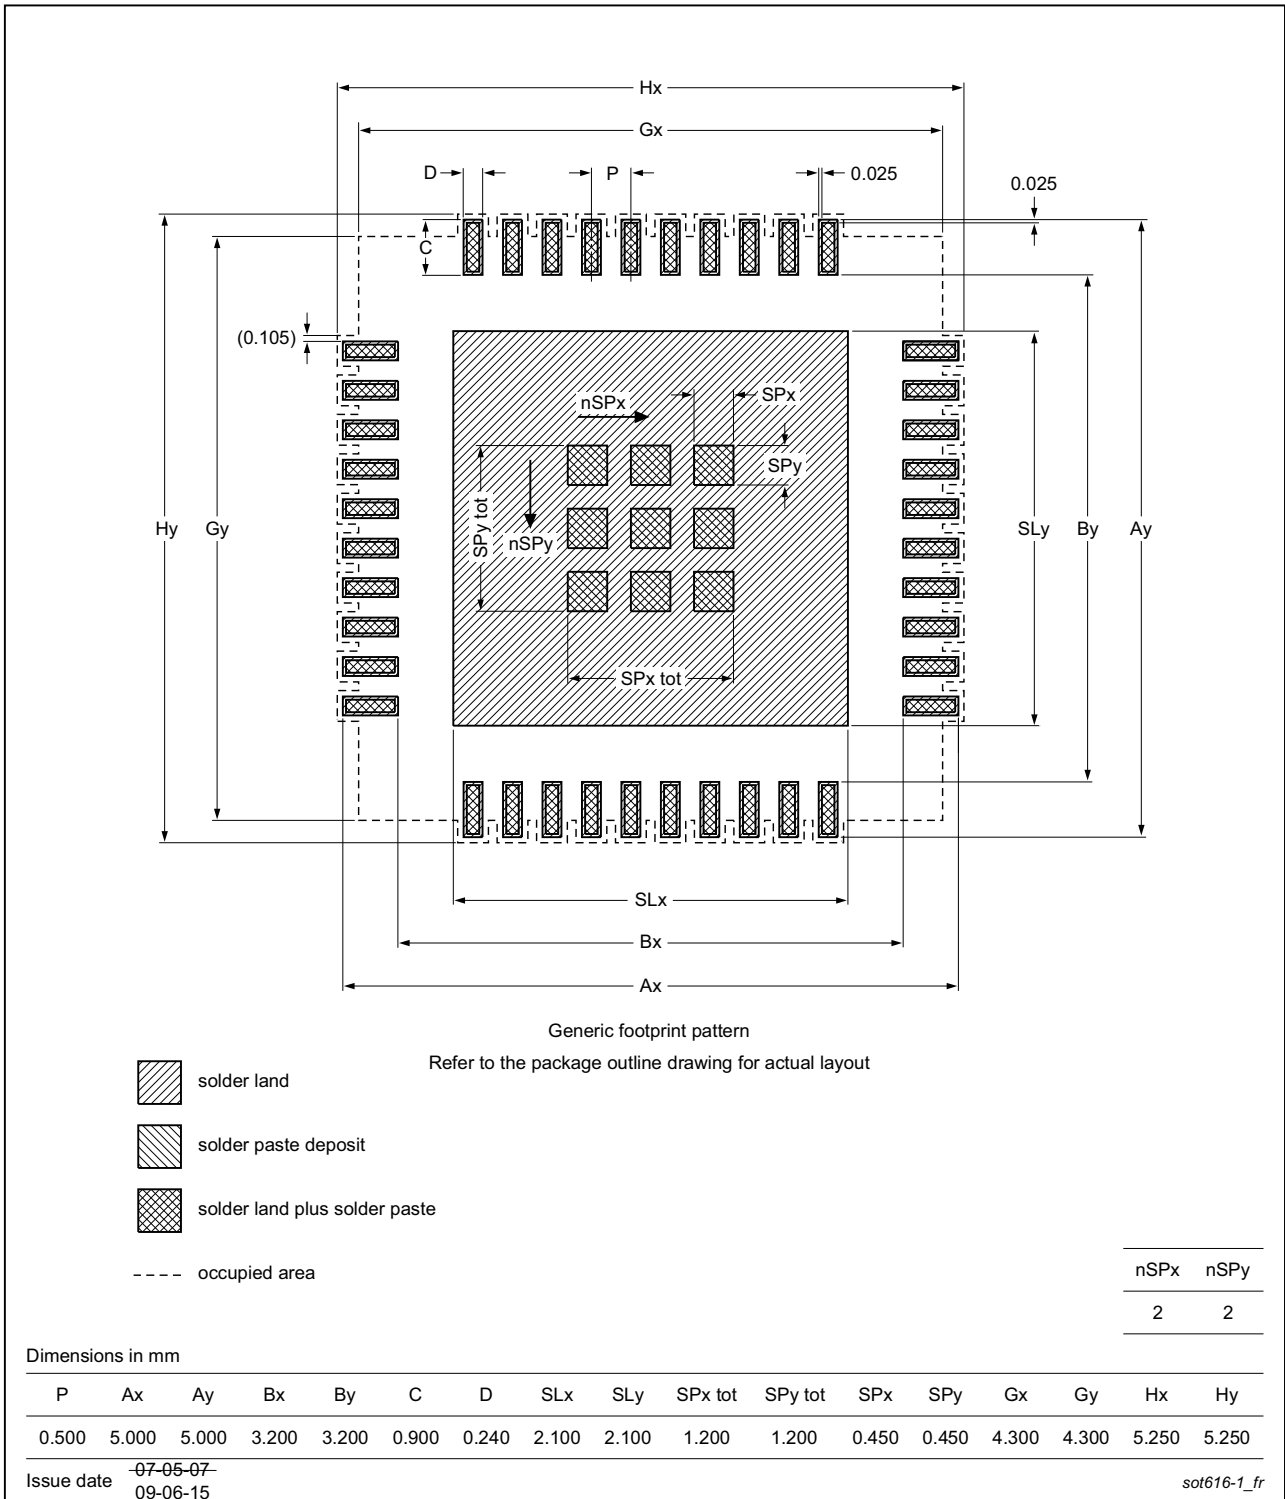 Hx
Gx
D
P
0.025
0.025
C
(0.105)
nSPx
SPx
SPy
SPy tot
nSPy
Hy
Gy
SLy
By
Ay
SPx tot
SLx
Bx
Ax
Generic footprint pattern
Refer to the package outline drawing for actual layout
solder land
solder paste deposit
solder land plus solder paste
occupied area
nSPx nSPy
2 2
Dimensions in mm
P Ax Ay Bx By C D SLx SLy SPx tot SPy tot SPx SPy Gx Gy Hx Hy
0.500 5.000 5.000 3.200 3.200 0.900 0.240 2.100 2.100 1.200 1.200 0.450 0.450 4.300 4.300 5.250 5.250
Issue date 07-05-07
09-06-15
sot616-1_fr